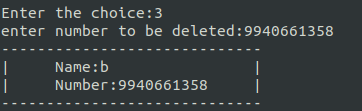 Enter the choice:3
enter number to be deleted:9940661358
----------------------------
|     Name:b               |
|     Number:9940661358    |
----------------------------